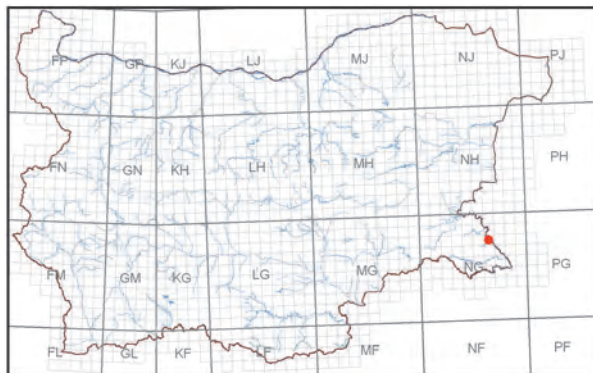 FP GP KJ LJ MJ NJ PJ
FN GN KH LH MH NH PH
FM GM KG LG MG NG PG
FL GL KF LF MF NF PF